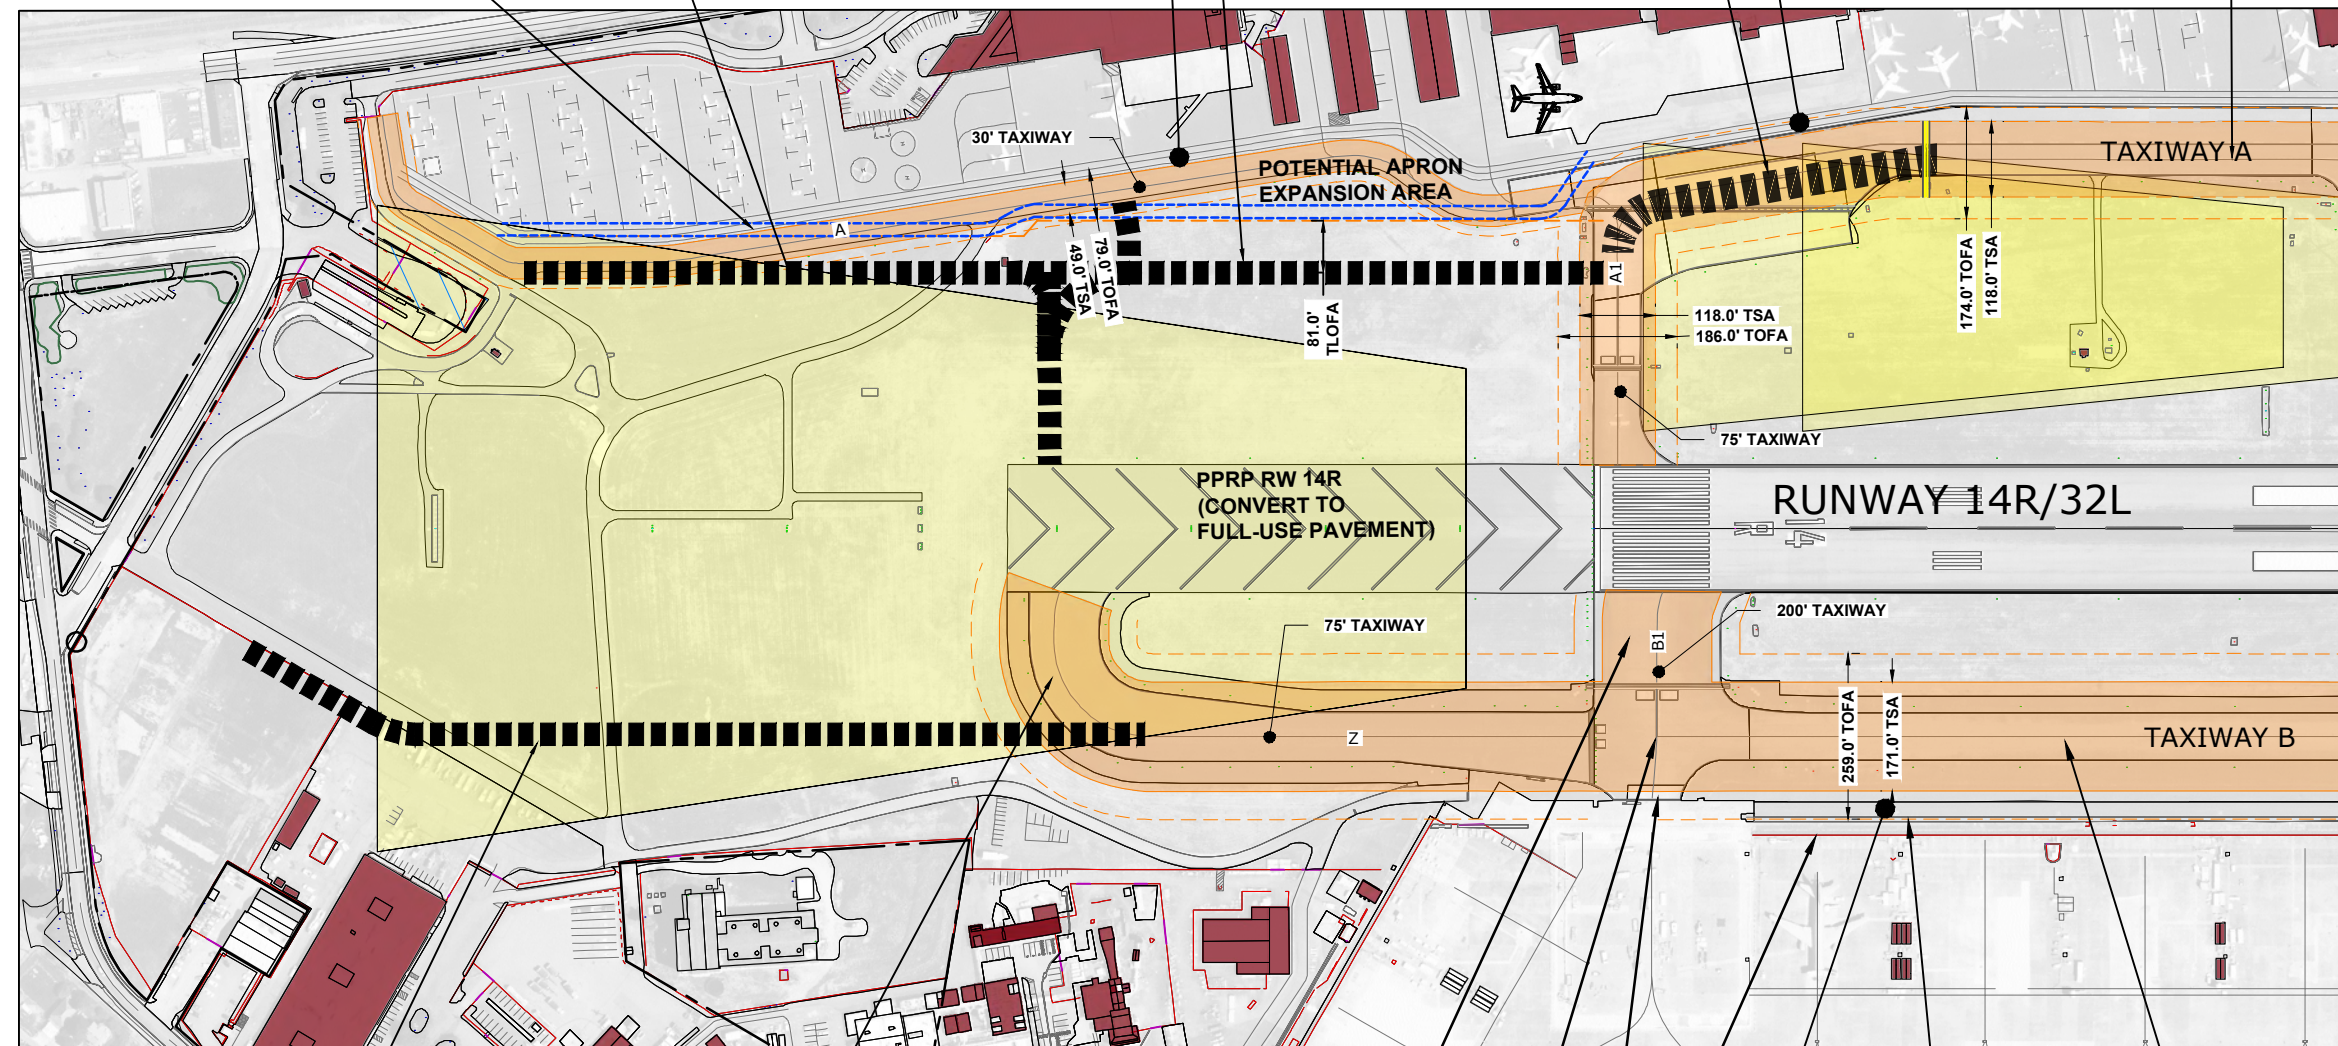 30' TAXIWAY
POTENTIAL APRON
EXPANSION AREA
TAXIWAY A
A
49.0' TSA
79.0' TOFA
81.0'
TLOFA
A1
118.0' TSA
186.0' TOFA
174.0' TOFA
118.0' TSA
75' TAXIWAY
PPRP RW 14R
(CONVERT TO
FULL-USE PAVEMENT)
RUNWAY 14R/32L
14
R
75' TAXIWAY
B1
200' TAXIWAY
Z
259.0' TOFA
171.0' TSA
TAXIWAY B